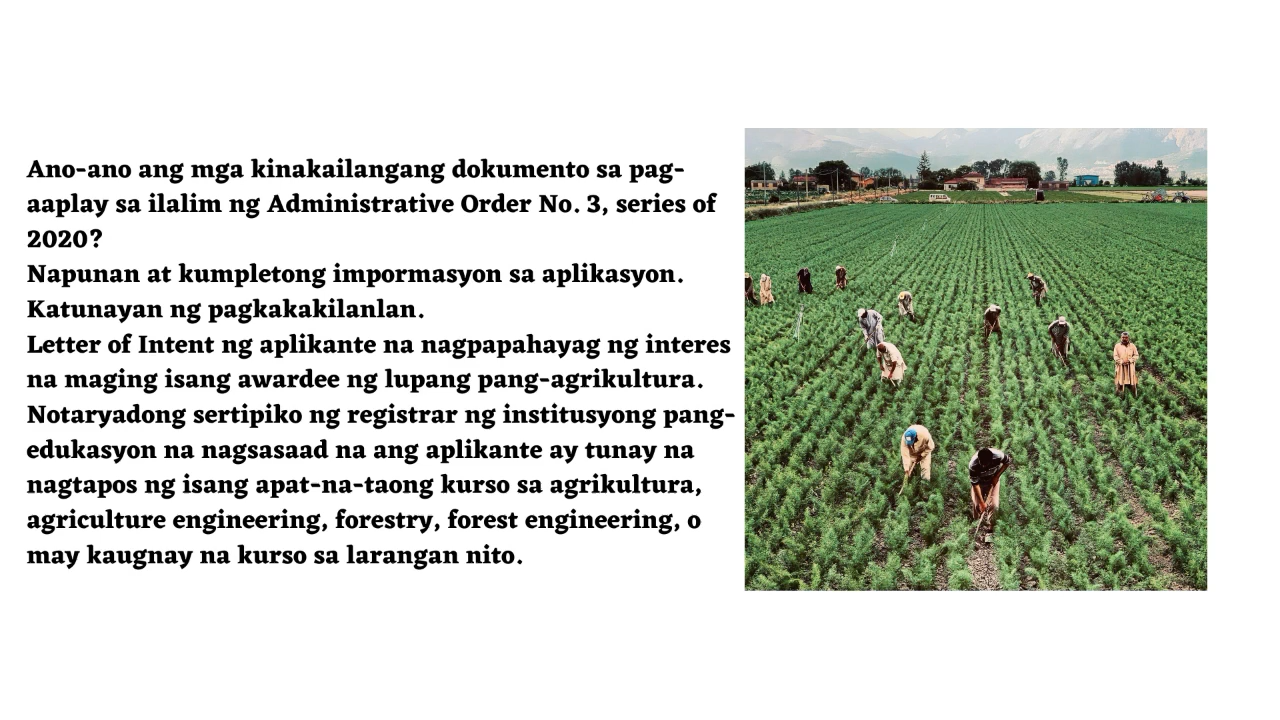 Ano-ano ang mga kinakailangang dokumento sa pag-
aaplay sa ilalim ng Administrative Order No. 3, series of
2020?
Napunan at kumpletong impormasyon sa aplikasyon.
Katunayan ng pagkakakilanlan.
Letter of Intent ng aplikante na nagpapahayag ng interes
na maging isang awardee ng lupang pang-agrikultura.
Notaryadong sertipiko ng registrar ng institusyong pang-
edukasyon na nagsasaad na ang aplikante ay tunay na
nagtapos ng isang apat-na-taong kurso sa agrikultura,
agriculture engineering, forestry, forest engineering, o
may kaugnay na kurso sa larangan nito.